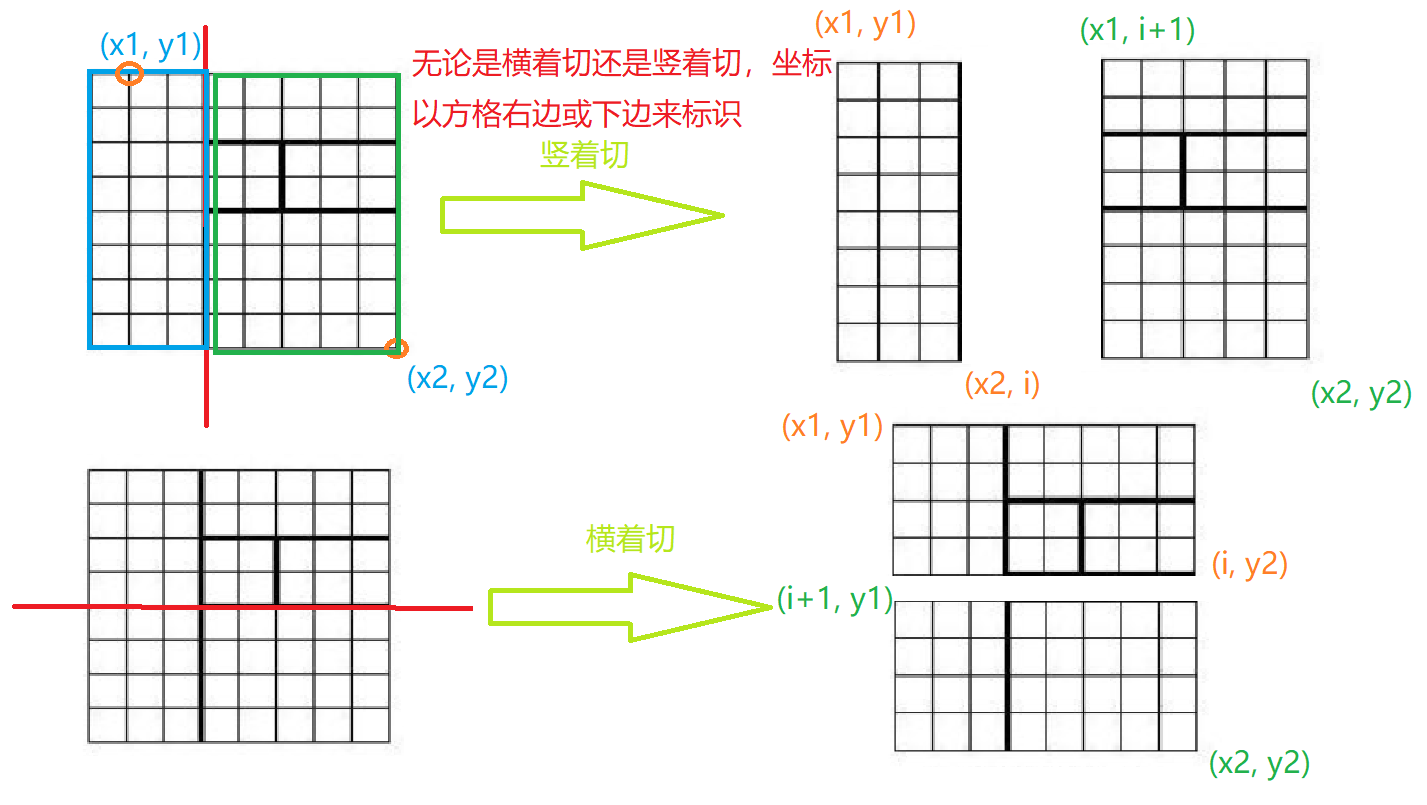 (x1, y1)
无论是横着切还是竖着切，坐标
以方格右边或下边来标识
竖着切
(x2, y2)
(x1, y1)
(x1, i+1)
(x2, i)
(x2, y2)
横着切
(x1, y1)
(i, y2)
(i+1, y1)
(x2, y2)